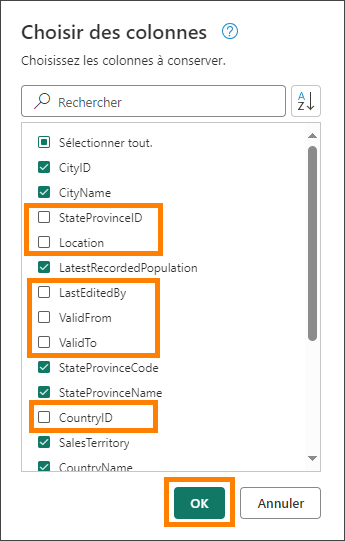 Choisir des colonnes
Choisissez les colonnes à conserver.
Rechercher
Sélectionner tout.
CityID
CityName
StateProvinceID
Location
LatestRecordedPopulation
LastEditedBy
ValidFrom
ValidTo
StateProvinceCode
StateProvinceName
CountryID
SalesTerritory
CountryName
OK
Annuler